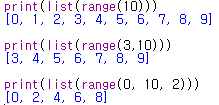 print(list(range(10)))
[0, 1, 2, 3, 4, 5, 6, 7, 8, 9]
print(list(range(3,10)))
[3, 4, 5, 6, 7, 8, 9]
print(list(range(0, 10, 2)))
[0, 2, 4, 6, 8]